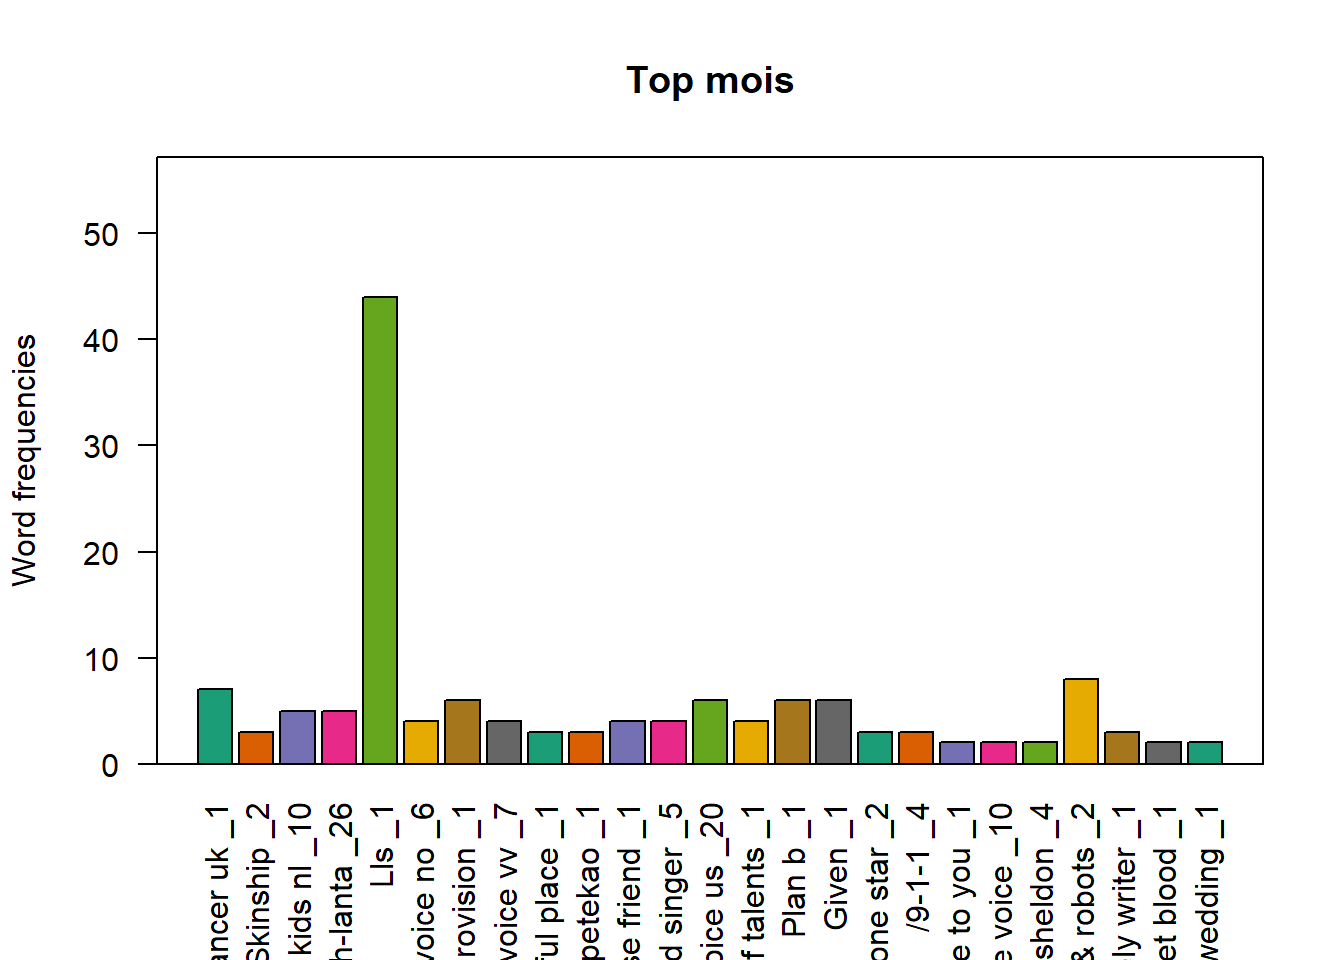 Top mois
Word frequencies
50
40
30
20
10
0
ancer uk _1
Skinship _2
kids nl _10
h-lanta _26
Lls _1
voice no _6
rovision _1
voice vv _7
ful place _1
petekao _1
se friend _1
d singer _5
oice us _20
f talents _1
Plan b _1
Given _1
one star _2
/9-1-1 _4
e to you _1
e voice _10
sheldon _4
& robots _2
ly writer _1
et blood _1
wedding _1